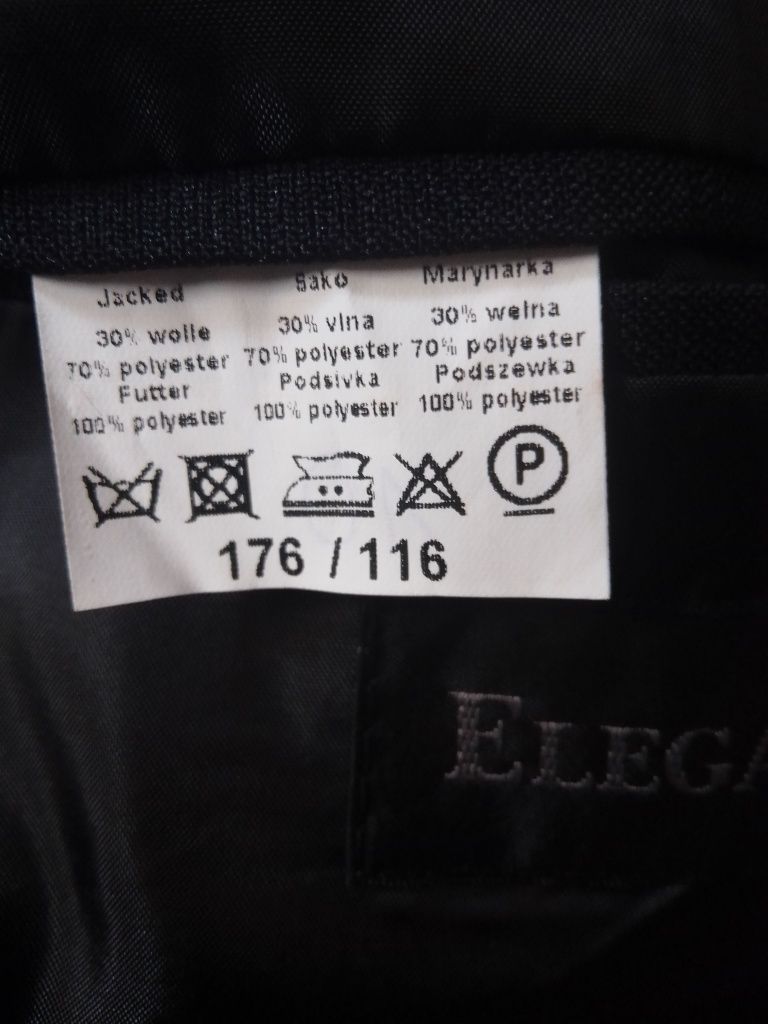 Jacked
30% wolle
70% polyester
Futter
100% polyester
Sako
30% vlna
70% polyester
Podsivka
100% polyester
Marynarka
30% wełna
70% polyester
Podszewka
100% polyester
P
176 / 116
ELEGA